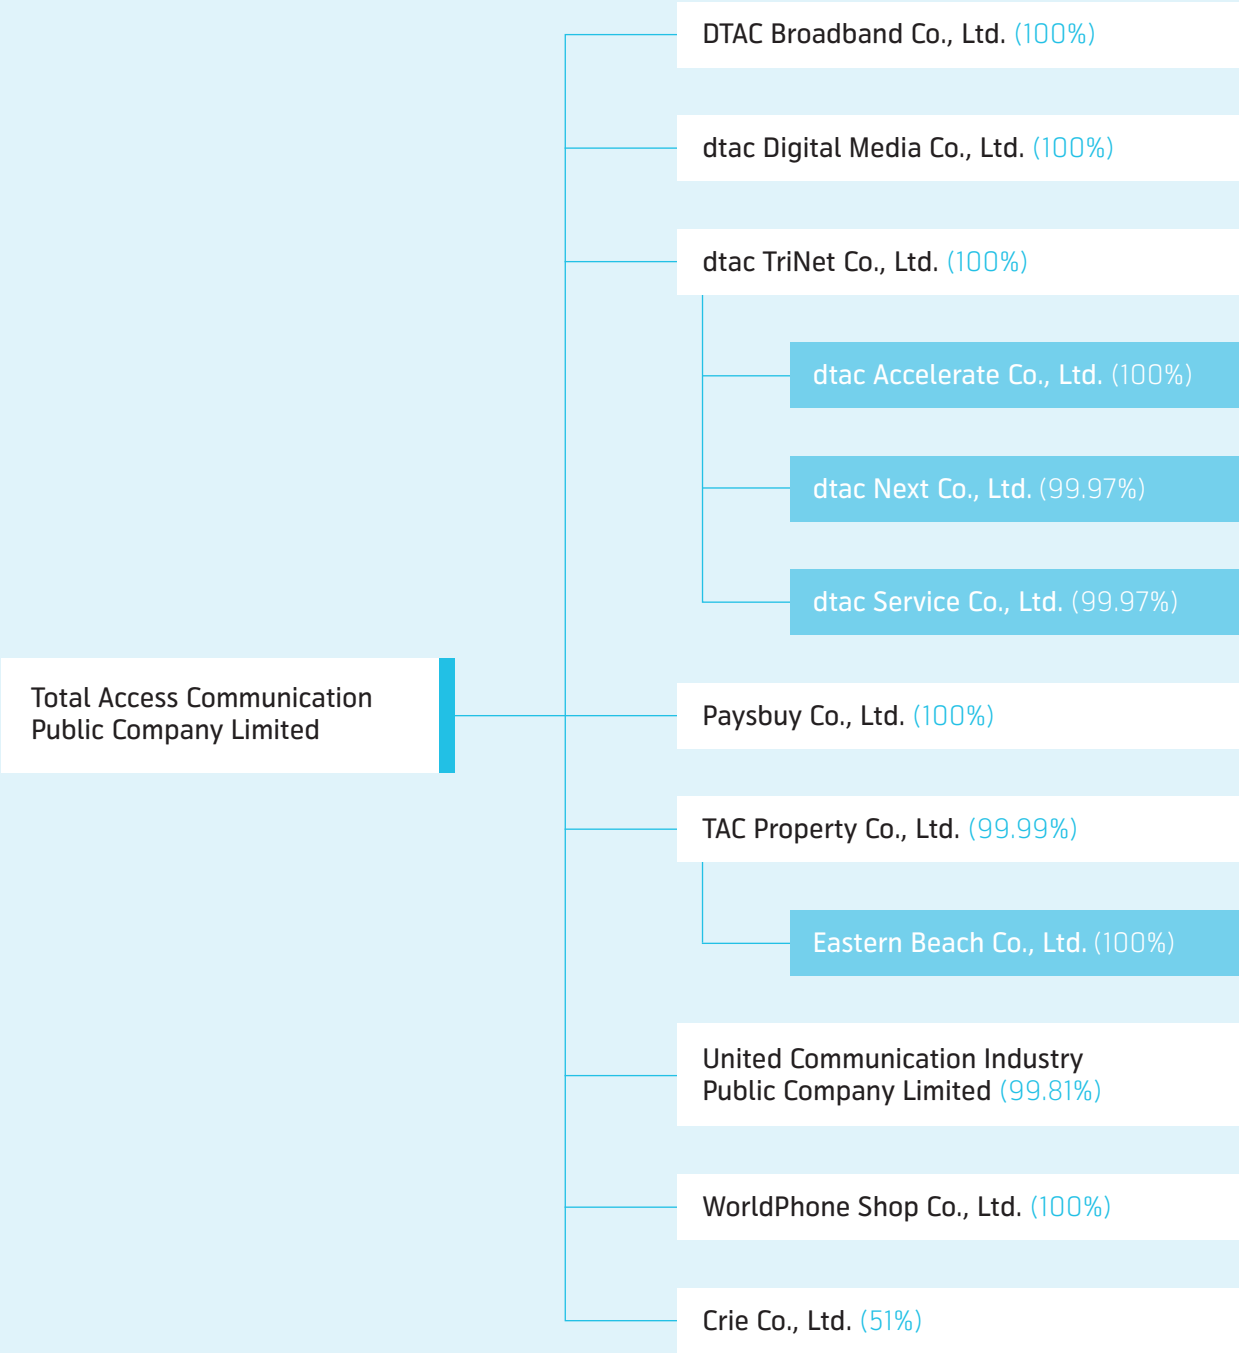 DTAC Broadband Co., Ltd. (100%)
dtac Digital Media Co., Ltd. (100%)
dtac TriNet Co., Ltd. (100%)
dtac Accelerate Co., Ltd. (100%)
dtac Next Co., Ltd. (99.97%)
dtac Service Co., Ltd. (99.97%)
Total Access Communication
Public Company Limited
Paysbuy Co., Ltd. (100%)
TAC Property Co., Ltd. (99.99%)
Eastern Beach Co., Ltd. (100%)
United Communication Industry
Public Company Limited (99.81%)
WorldPhone Shop Co., Ltd. (100%)
Crie Co., Ltd. (51%)